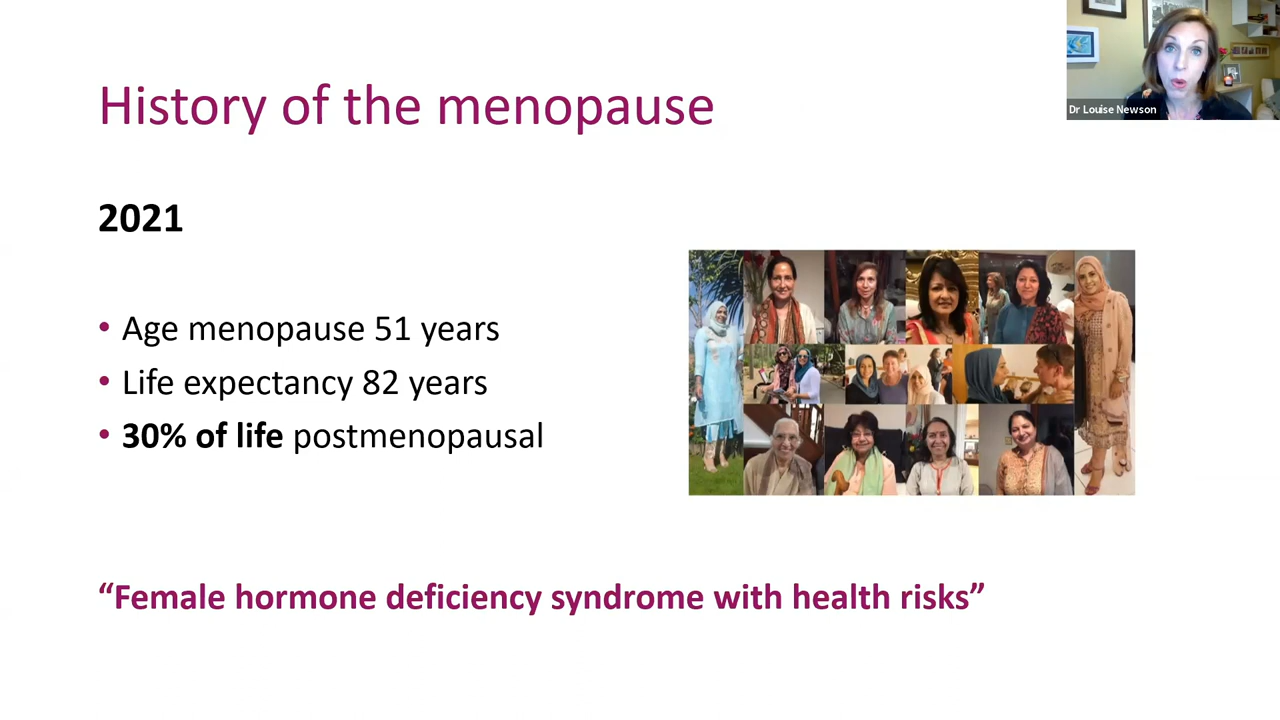 History of the menopause
Dr Louise Newson
2021
• Age menopause 51 years
• Life expectancy 82 years
• 30% of life postmenopausal
“Female hormone deficiency syndrome with health risks”